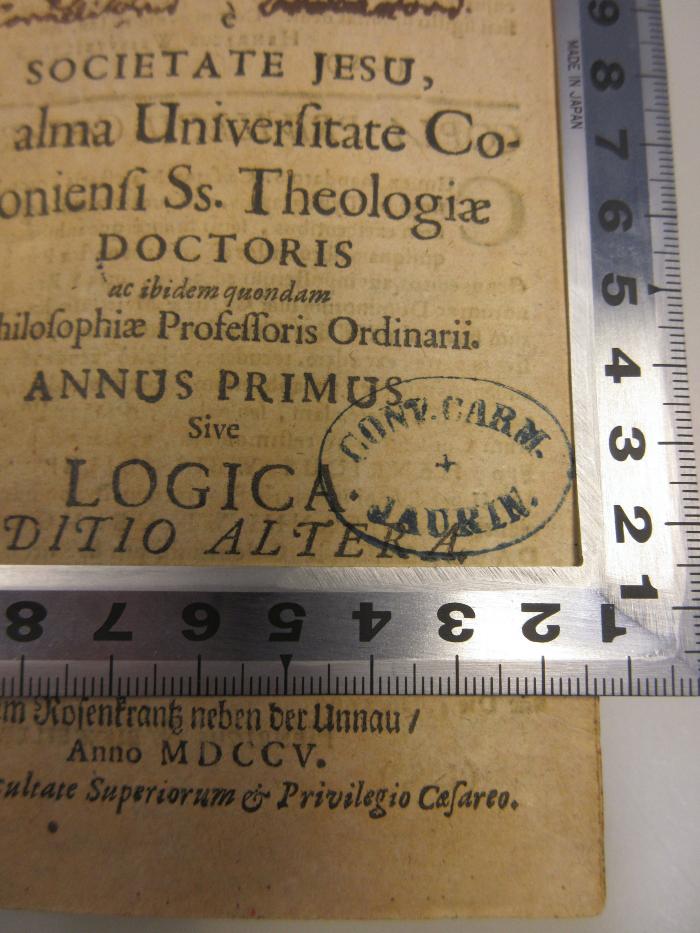 è
SOCIETATE JESU,
alma Univerſitate Co-
onienſi Ss. Theologiæ
DOCTORIS
ac ibidem quondam
hiloſophiæ Profeſſoris Ordinarii.
ANNUS PRIMUS
Sive
LOGICA
DITIO ALTERA
CONV. CARM.
JAURIN.
m Roſenkrantz neben der Unnau /
Anno MDCCV.
cultate Superiorum & Privilegio Cæſareo.
MADE IN JAPAN
9
8
7
6
5
4
3
2
1
8 7 6 5 4 3 2 1